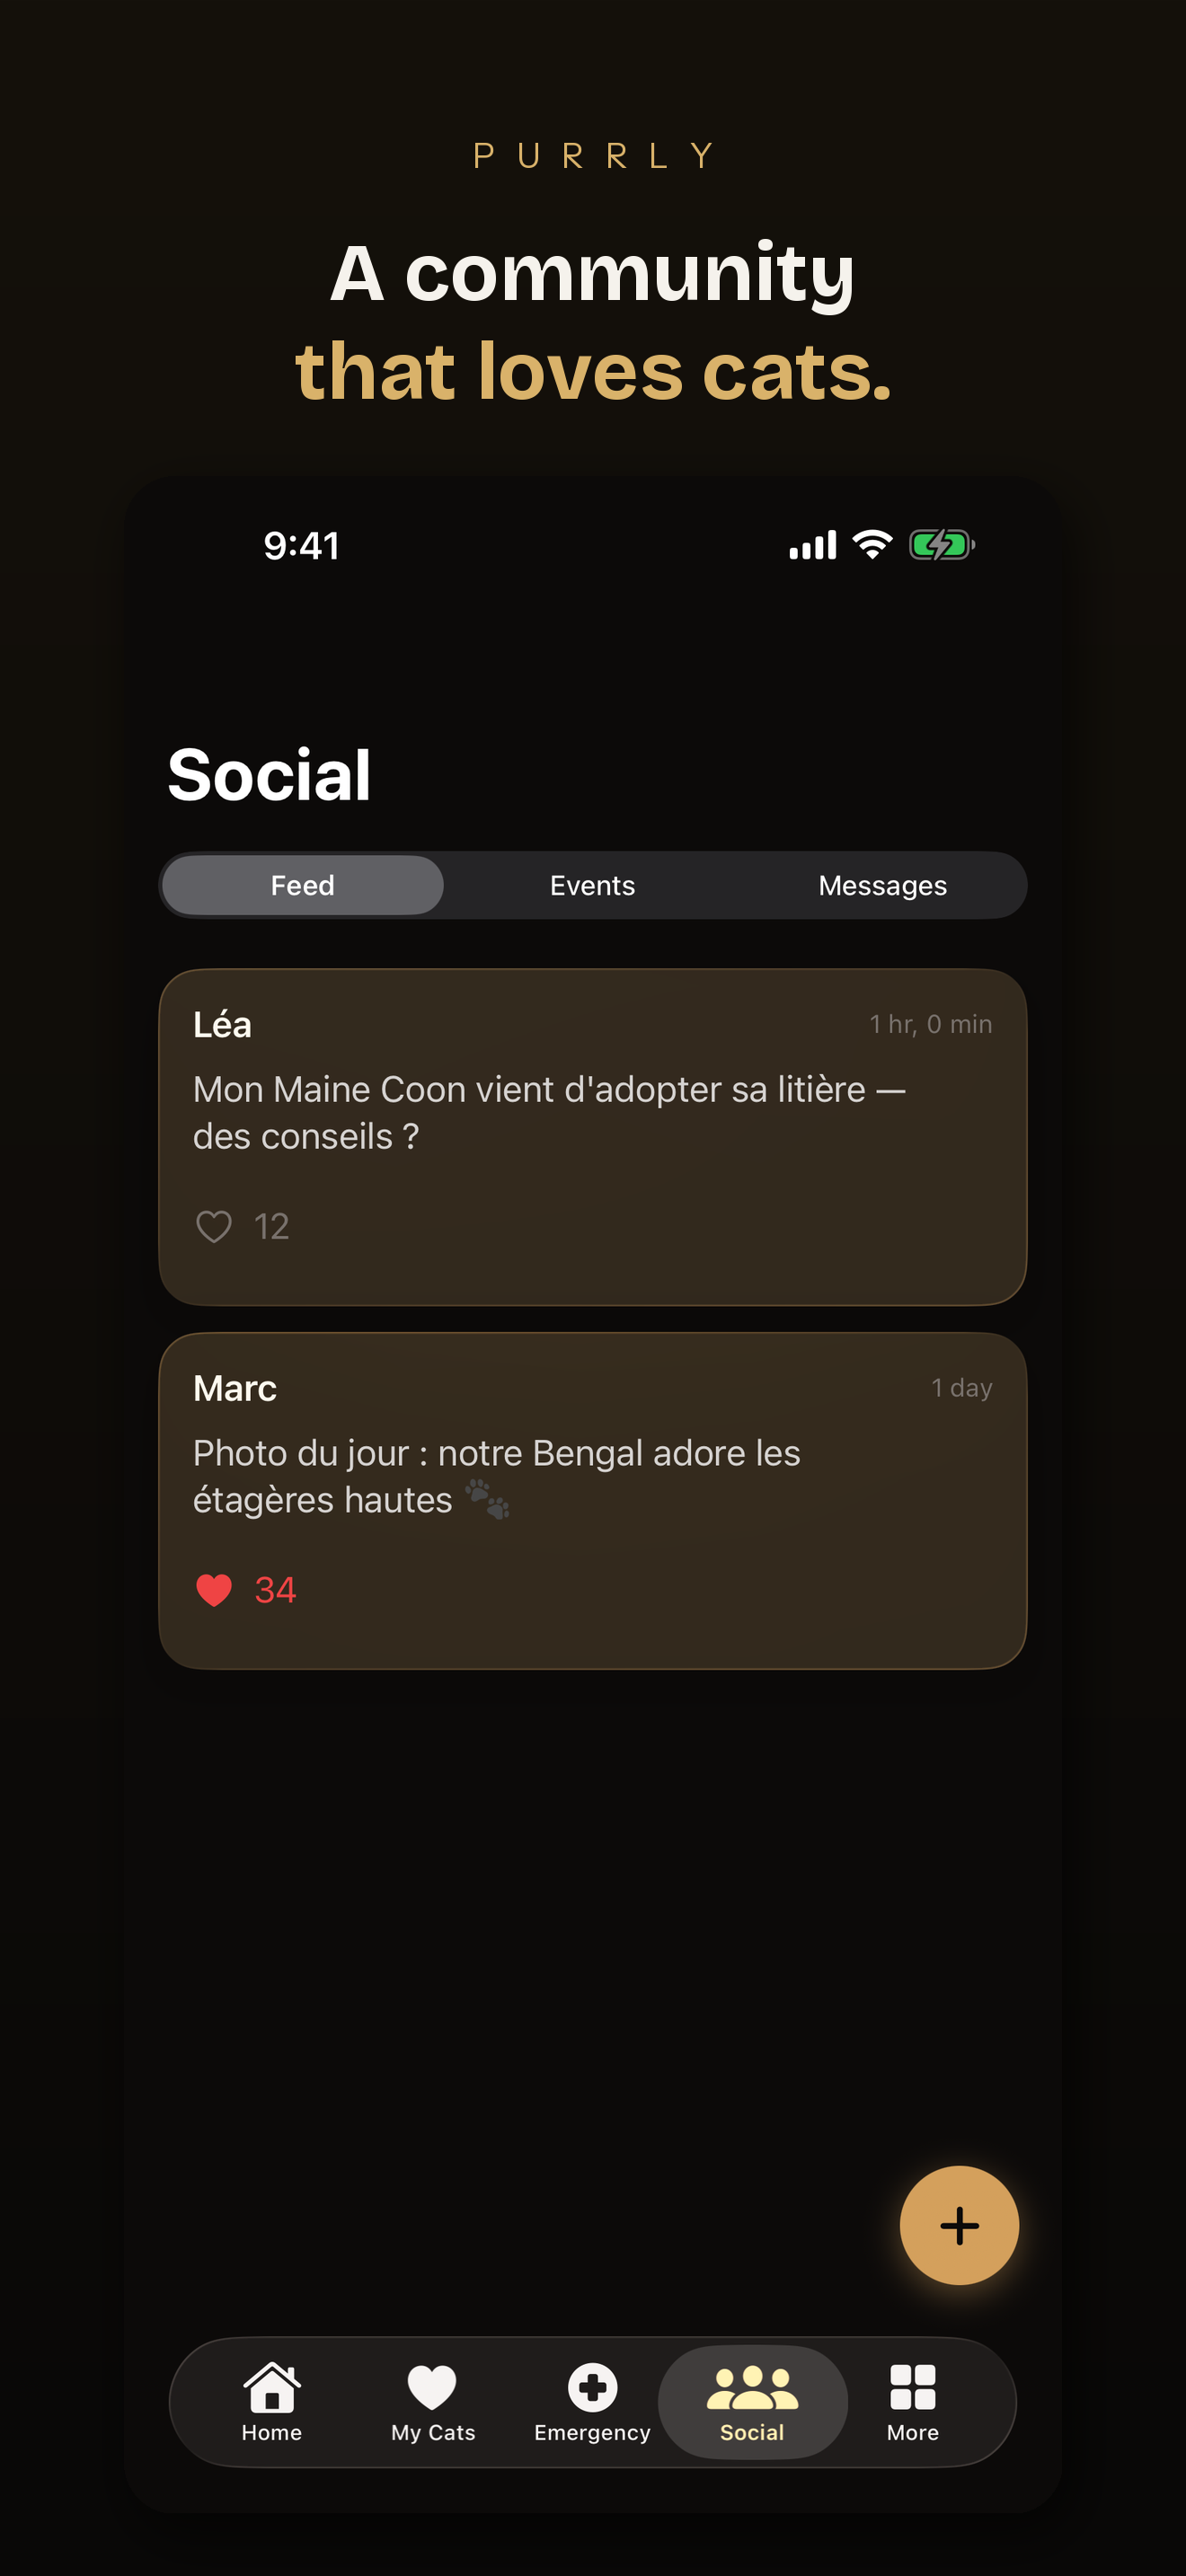 PURRLY
A community
that loves cats.
9:41
Social
Feed Events Messages
Léa 1 hr, 0 min
Mon Maine Coon vient d'adopter sa litière —
des conseils ?
12
Marc 1 day
Photo du jour : notre Bengal adore les
étagères hautes 🐾
34
Home My Cats Emergency Social More